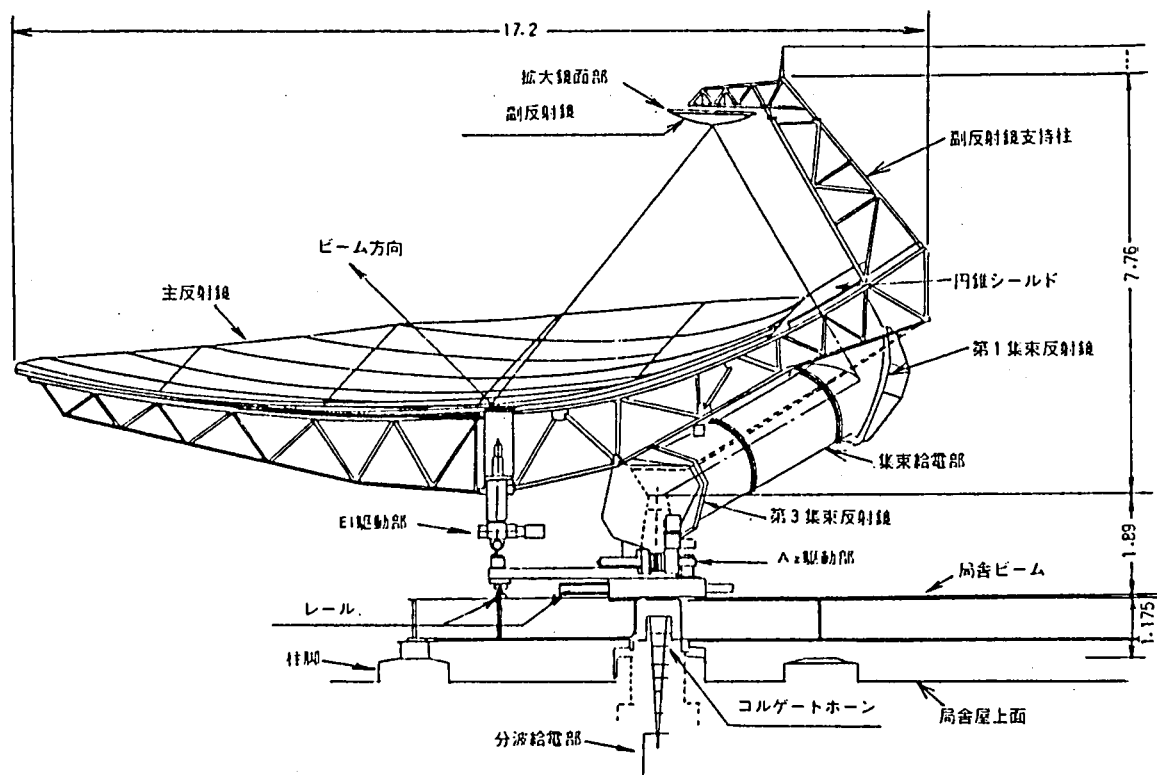 17.2
拡大鏡面部
副反射鏡
副反射鏡支持柱
7.76
ビーム方向
主反射鏡
円錐シールド
第1集束反射鏡
集束給電部
第3集束反射鏡
El駆動部
Az駆動部
1.89
局舎ビーム
レール
1.175
柱脚
コルゲートホーン
局舎屋上面
分波給電部